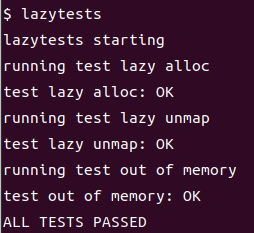 $ lazytests
lazytests starting
running test lazy alloc
test lazy alloc: OK
running test lazy unmap
test lazy unmap: OK
running test out of memory
test out of memory: OK
ALL TESTS PASSED